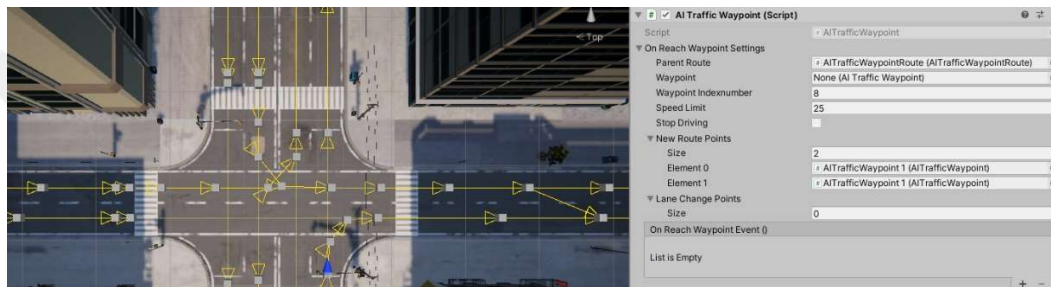 < Top
AI Traffic Waypoint (Script)
Script AITrafficWaypoint
On Reach Waypoint Settings
Parent Route AITrafficWaypointRoute (AITrafficWaypointRoute)
Waypoint None (AI Traffic Waypoint)
Waypoint Indexnumber 8
Speed Limit 25
Stop Driving
New Route Points
Size 2
Element 0 AITrafficWaypoint 1 (AITrafficWaypoint)
Element 1 AITrafficWaypoint 1 (AITrafficWaypoint)
Lane Change Points
Size 0
On Reach Waypoint Event ()
List is Empty
+ −